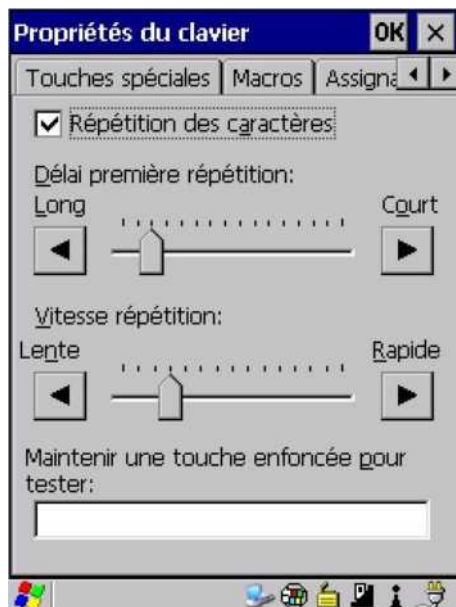 Propriétés du clavier OK ×
Touches spéciales Macros Assigna
Répétition des caractères
Délai première répétition:
Long Court
Vitesse répétition:
Lente Rapide
Maintenir une touche enfoncée pour
tester: